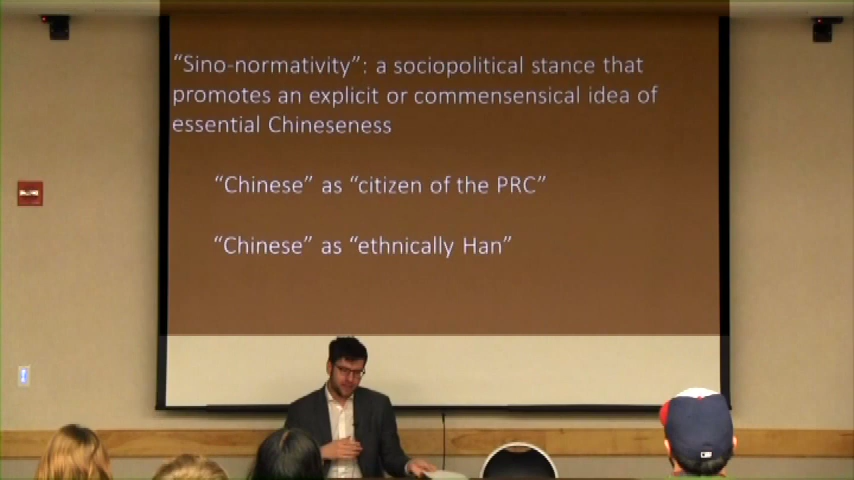 “Sino-normativity”: a sociopolitical stance that
promotes an explicit or commensensical idea of
essential Chineseness
“Chinese” as “citizen of the PRC”
“Chinese” as “ethnically Han”